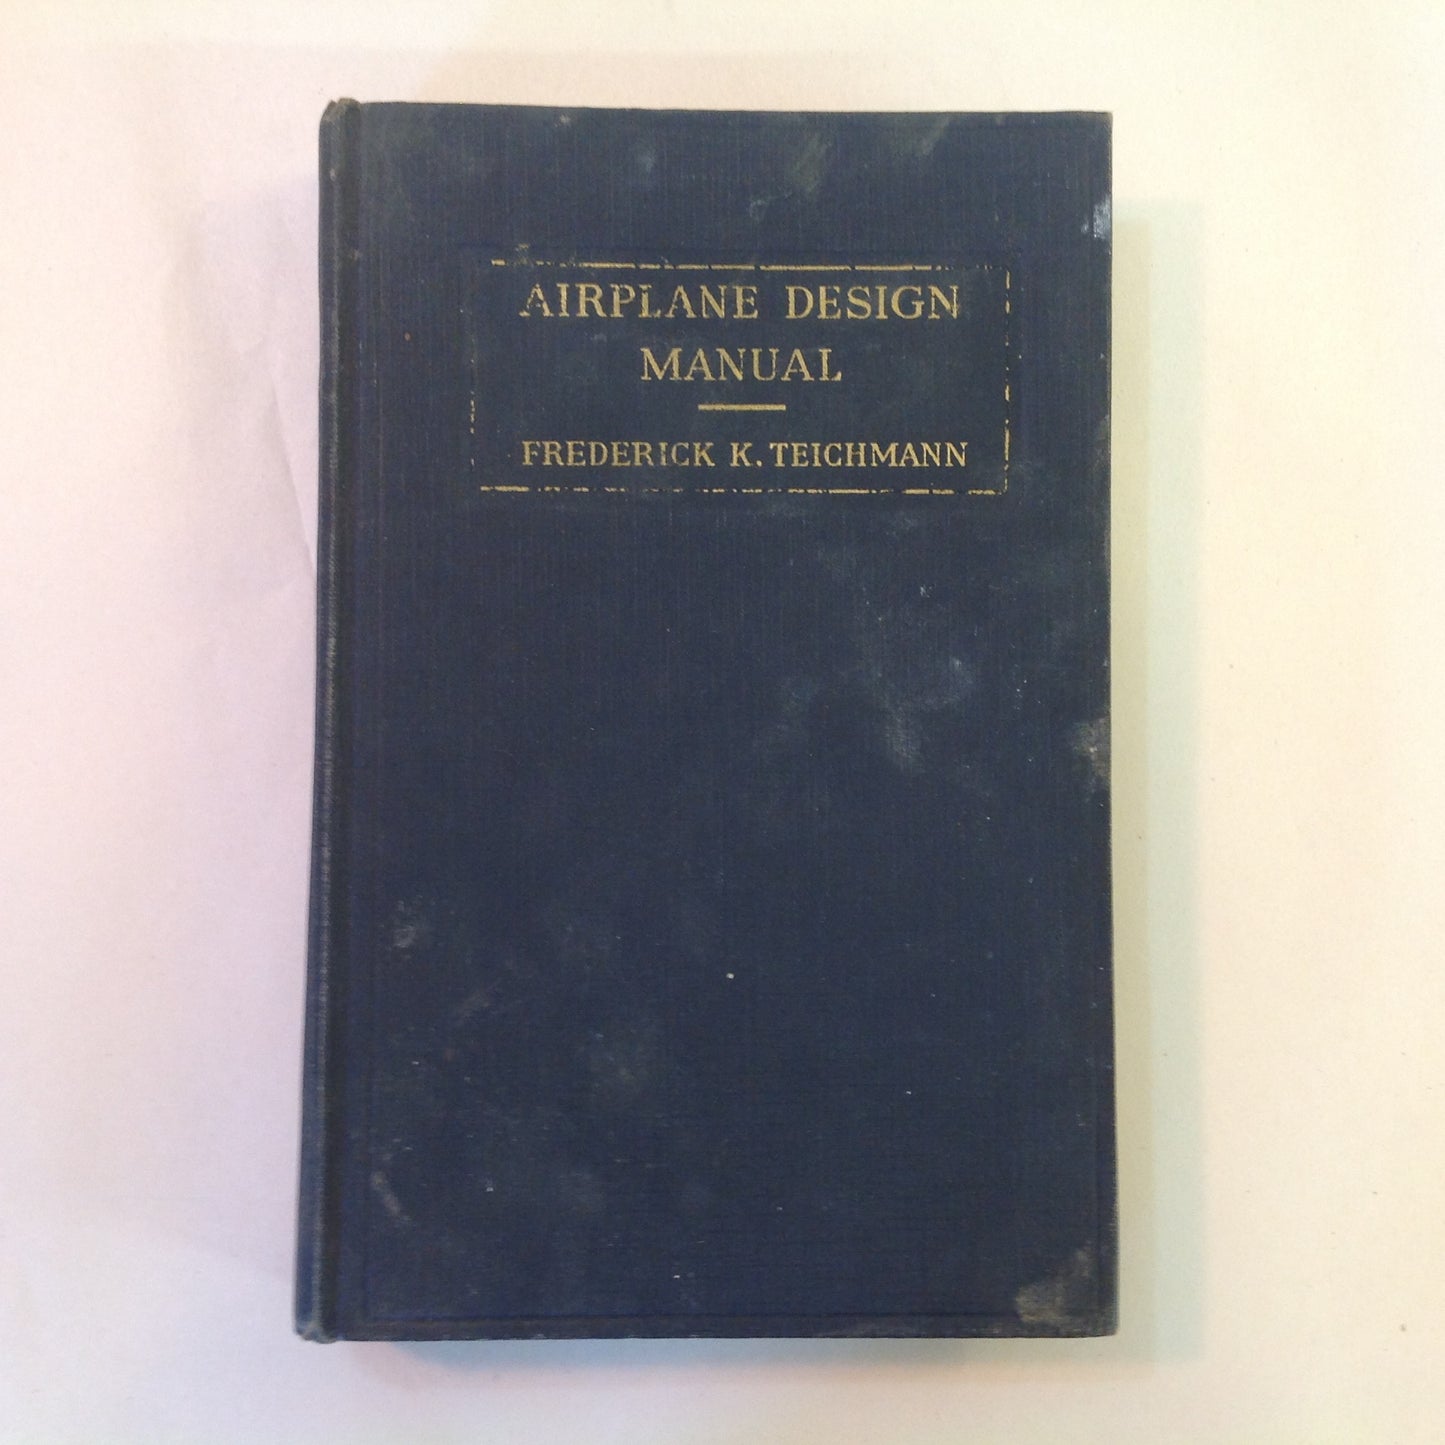 AIRPLANE DESIGN
MANUAL
FREDERICK K. TEICHMANN